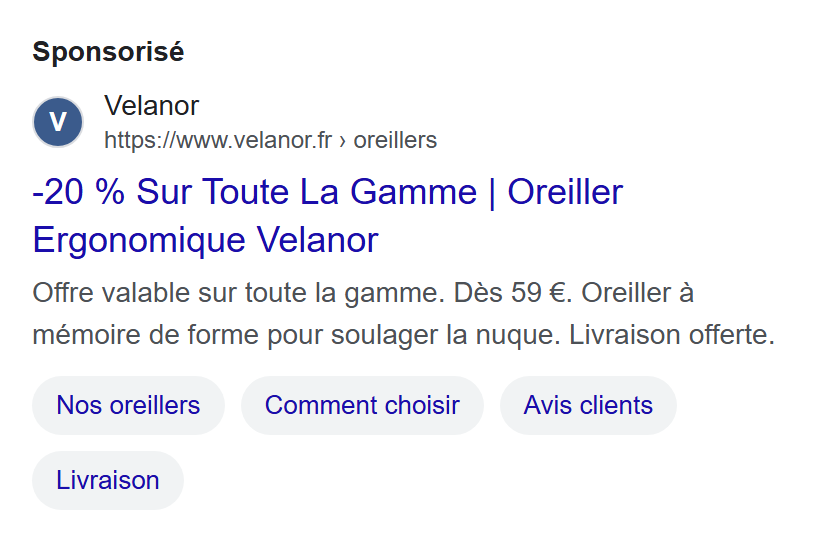 Sponsorisé
V
Velanor
https://www.velanor.fr › oreillers
-20 % Sur Toute La Gamme | Oreiller
Ergonomique Velanor
Offre valable sur toute la gamme. Dès 59 €. Oreiller à
mémoire de forme pour soulager la nuque. Livraison offerte.
Nos oreillers
Comment choisir
Avis clients
Livraison